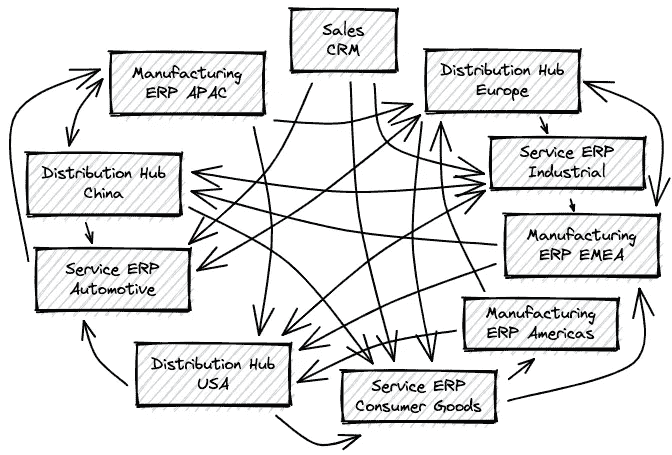 Sales
CRM
Manufacturing
ERP APAC
Distribution Hub
Europe
Distribution Hub
China
Service ERP
Industrial
Service ERP
Automotive
Manufacturing
ERP EMEA
Manufacturing
ERP Americas
Distribution Hub
USA
Service ERP
Consumer Goods